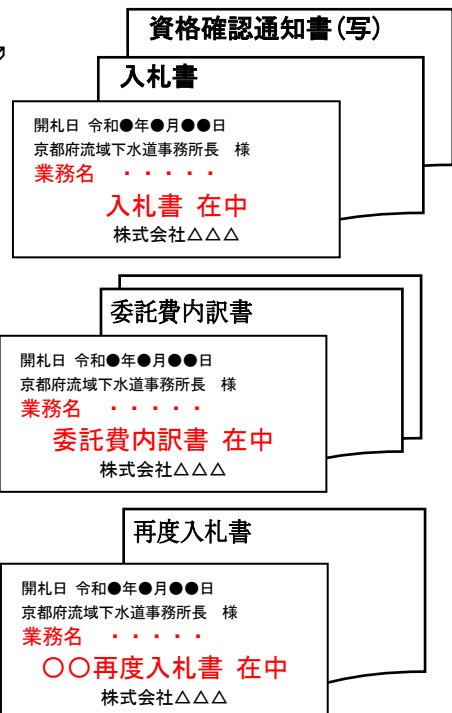 資格確認通知書(写)
入札書
開札日 令和●年●月●●日
京都府流域下水道事務所長 様
業務名 ・・・・・
入札書 在中
株式会社△△△
委託費内訳書
開札日 令和●年●月●●日
京都府流域下水道事務所長 様
業務名 ・・・・・
委託費内訳書 在中
株式会社△△△
再度入札書
開札日 令和●年●月●●日
京都府流域下水道事務所長 様
業務名 ・・・・・
〇〇再度入札書 在中
株式会社△△△